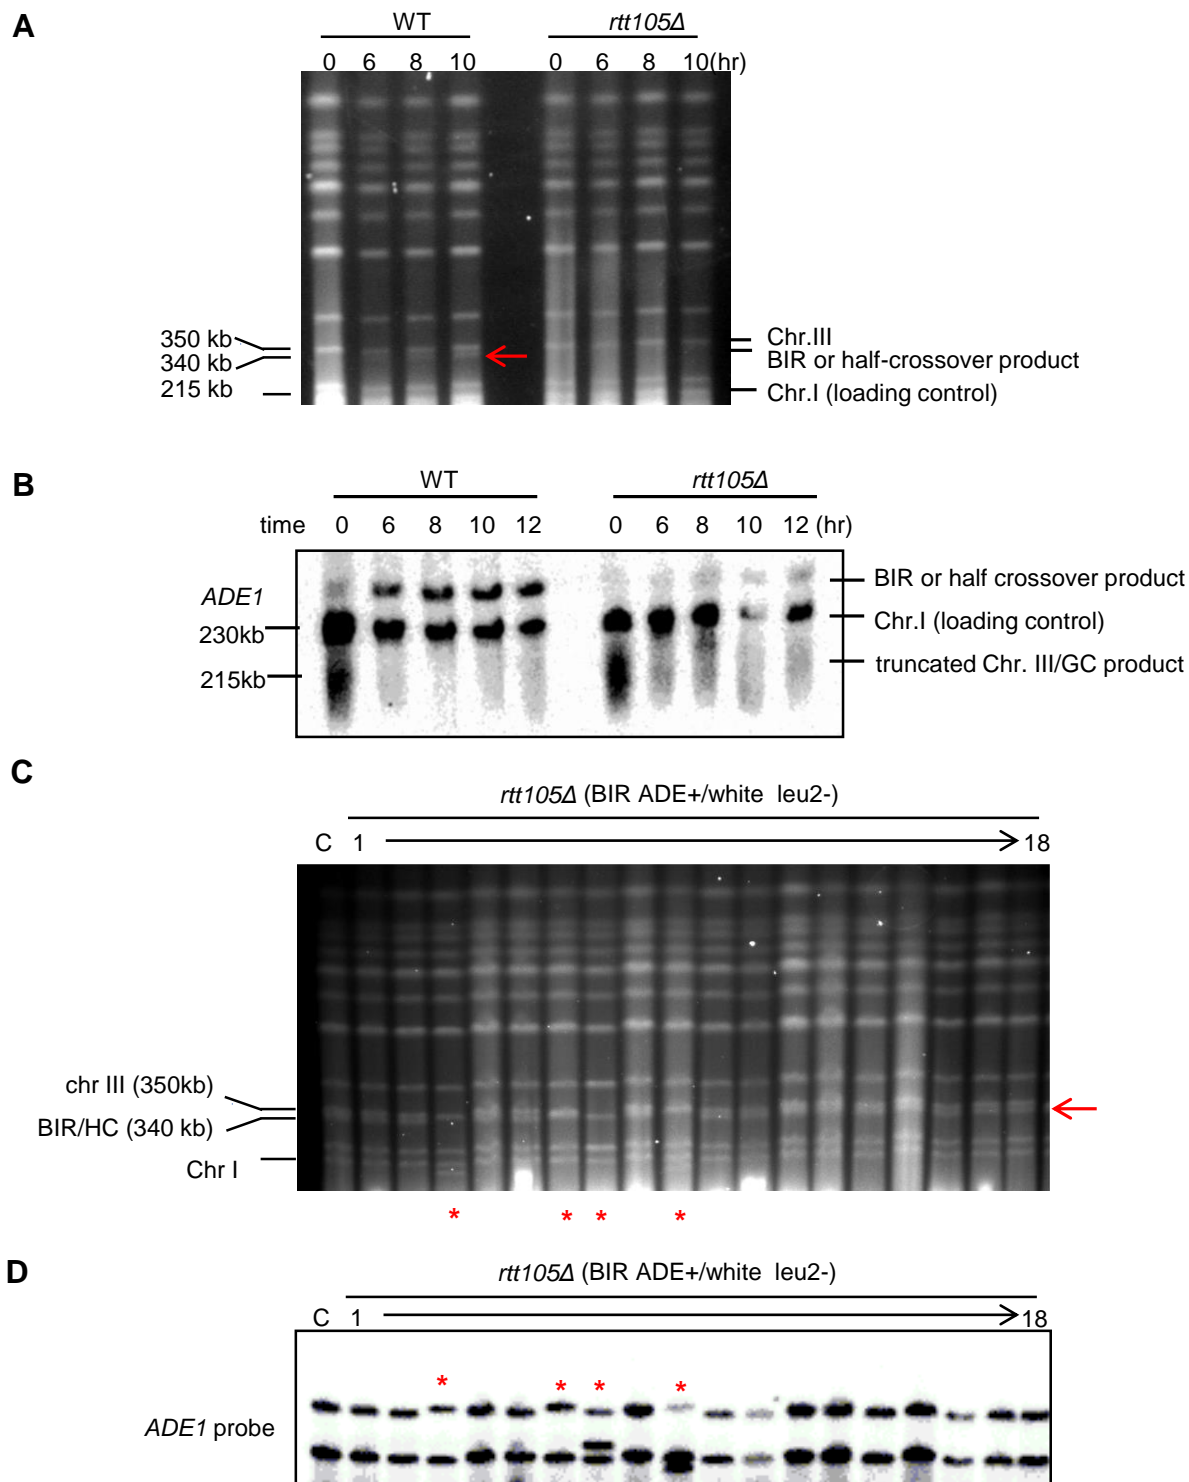 A
WT rtt105Δ
0 6 8 10 0 6 8 10(hr)
350 kb
340 kb
215 kb
Chr.III
BIR or half-crossover product
Chr.I (loading control)
B
WT rtt105Δ
time 0 6 8 10 12 0 6 8 10 12 (hr)
ADE1
230kb
215kb
BIR or half crossover product
Chr.I (loading control)
truncated Chr. III/GC product
C
rtt105Δ (BIR ADE+/white leu2-)
C 1 18
chr III (350kb)
BIR/HC (340 kb)
Chr I
* * * *
D
rtt105Δ (BIR ADE+/white leu2-)
C 1 18
* * * *
ADE1 probe